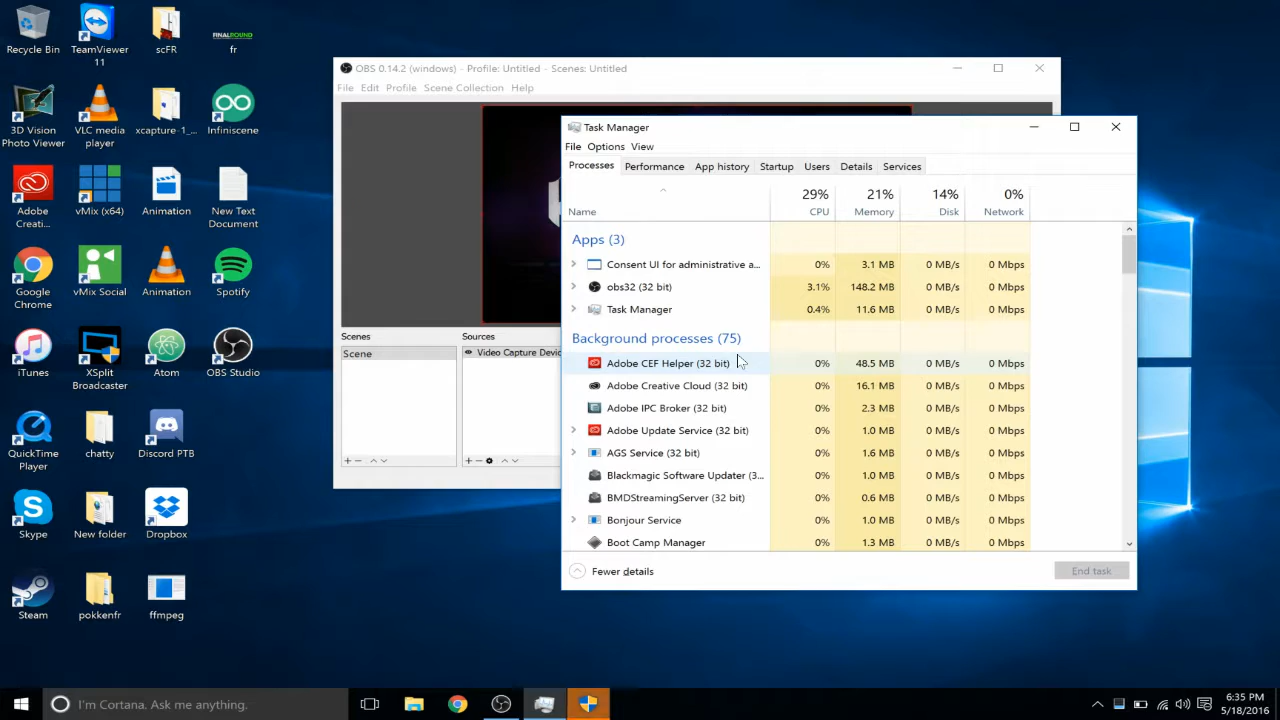 Recycle Bin
TeamViewer 11
scFR
FINALROUND
fr
3D Vision Photo Viewer
VLC media player
xcapture-1_...
Infiniscene
Adobe Creati...
vMix (x64)
Animation
New Text Document
Google Chrome
vMix Social
Animation
Spotify
iTunes
XSplit Broadcaster
Atom
OBS Studio
QuickTime Player
chatty
Discord PTB
Skype
New folder
Dropbox
Steam
pokkenfr
ffmpeg
OBS 0.14.2 (windows) - Profile: Untitled - Scenes: Untitled
File Edit Profile Scene Collection Help
Scenes
Scene
Sources
Video Capture Devic
Task Manager
File Options View
Processes Performance App history Startup Users Details Services
29% 21% 14% 0%
Name CPU Memory Disk Network
Apps (3)
Consent UI for administrative a... 0% 3.1 MB 0 MB/s 0 Mbps
obs32 (32 bit) 3.1% 148.2 MB 0 MB/s 0 Mbps
Task Manager 0.4% 11.6 MB 0 MB/s 0 Mbps
Background processes (75)
Adobe CEF Helper (32 bit) 0% 48.5 MB 0 MB/s 0 Mbps
Adobe Creative Cloud (32 bit) 0% 16.1 MB 0 MB/s 0 Mbps
Adobe IPC Broker (32 bit) 0% 2.3 MB 0 MB/s 0 Mbps
Adobe Update Service (32 bit) 0% 1.0 MB 0 MB/s 0 Mbps
AGS Service (32 bit) 0% 1.6 MB 0 MB/s 0 Mbps
Blackmagic Software Updater (3... 0% 1.0 MB 0 MB/s 0 Mbps
BMDStreamingServer (32 bit) 0% 0.6 MB 0 MB/s 0 Mbps
Bonjour Service 0% 1.0 MB 0 MB/s 0 Mbps
Boot Camp Manager 0% 1.3 MB 0 MB/s 0 Mbps
Fewer details
End task
I'm Cortana. Ask me anything.
6:35 PM
5/18/2016